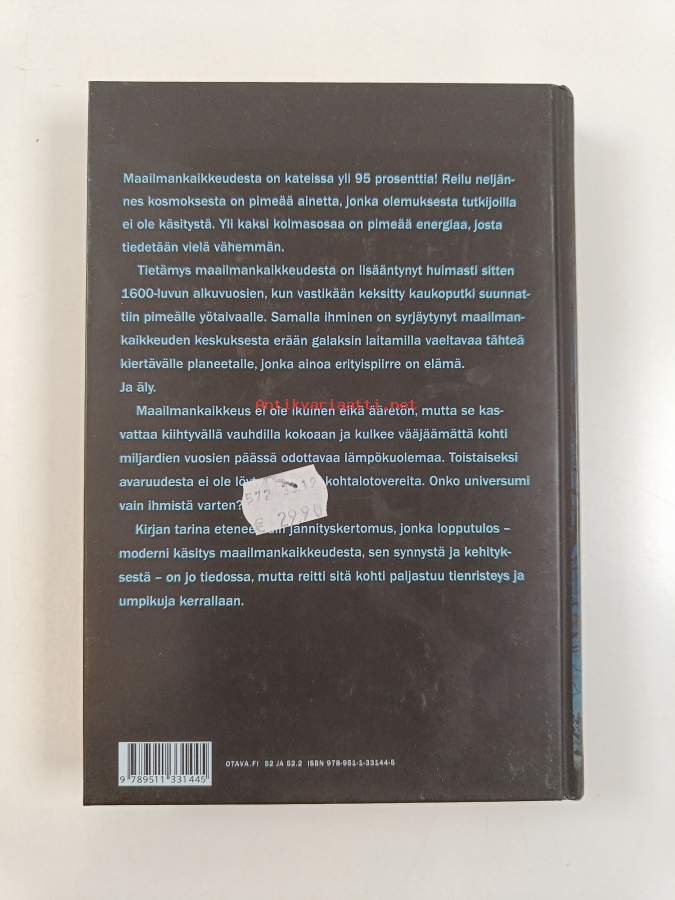 Maailmankaikkeudesta on kateissa yli 95 prosenttia! Reilu neljän-
nes kosmoksesta on pimeää ainetta, jonka olemuksesta tutkijoilla
ei ole käsitystä. Yli kaksi kolmasosaa on pimeää energiaa, josta
tiedetään vielä vähemmän.
Tietämys maailmankaikkeudesta on lisääntynyt huimasti sitten
1600-luvun alkuvuosien, kun vastikään keksitty kaukoputki suunnat-
tiin pimeälle yötaivaalle. Samalla ihminen on syrjäytynyt maailman-
kaikkeuden keskuksesta erään galaksin laitamilla vaeltavaa tähteä
kiertävälle planeetalle, jonka ainoa erityispiirre on elämä.
Ja äly.
Antikvariaatti.net
Maailmankaikkeus ei ole ikuinen eikä ääretön, mutta se kas-
vattaa kiihtyvällä vauhdilla kokoaan ja kulkee vääjäämättä kohti
miljardien vuosien päässä odottavaa lämpökuolemaa. Toistaiseksi
avaruudesta ei ole kohtalotovereita. Onko universumi
vain ihmistä varten?
€ 2990
Kirjan tarina jännityskertomus, jonka lopputulos –
moderni käsitys maailmankaikkeudesta, sen synnystä ja kehityk-
sestä – on jo tiedossa, mutta reitti sitä kohti paljastuu tienristeys ja
umpikuja kerrallaan.
9 789511 331445
OTAVA.FI 52 JA 52.2 ISBN 978-951-1-33144-5